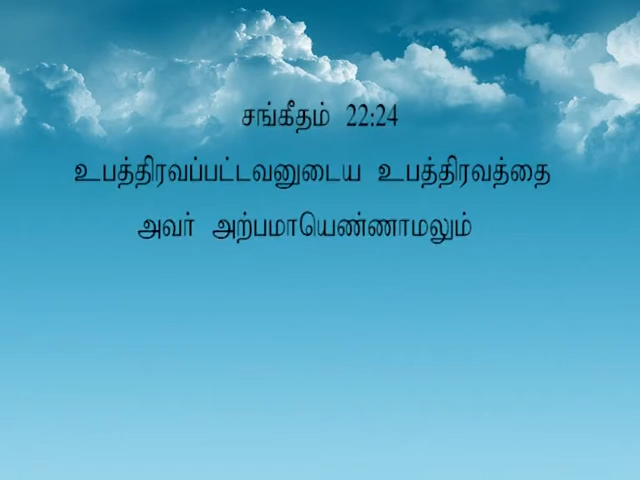 சங்கீதம் 22:24
உபத்திரவப்பட்டவனுடைய உபத்திரவத்தை
அவர் அற்பமாயெண்ணாமலும்